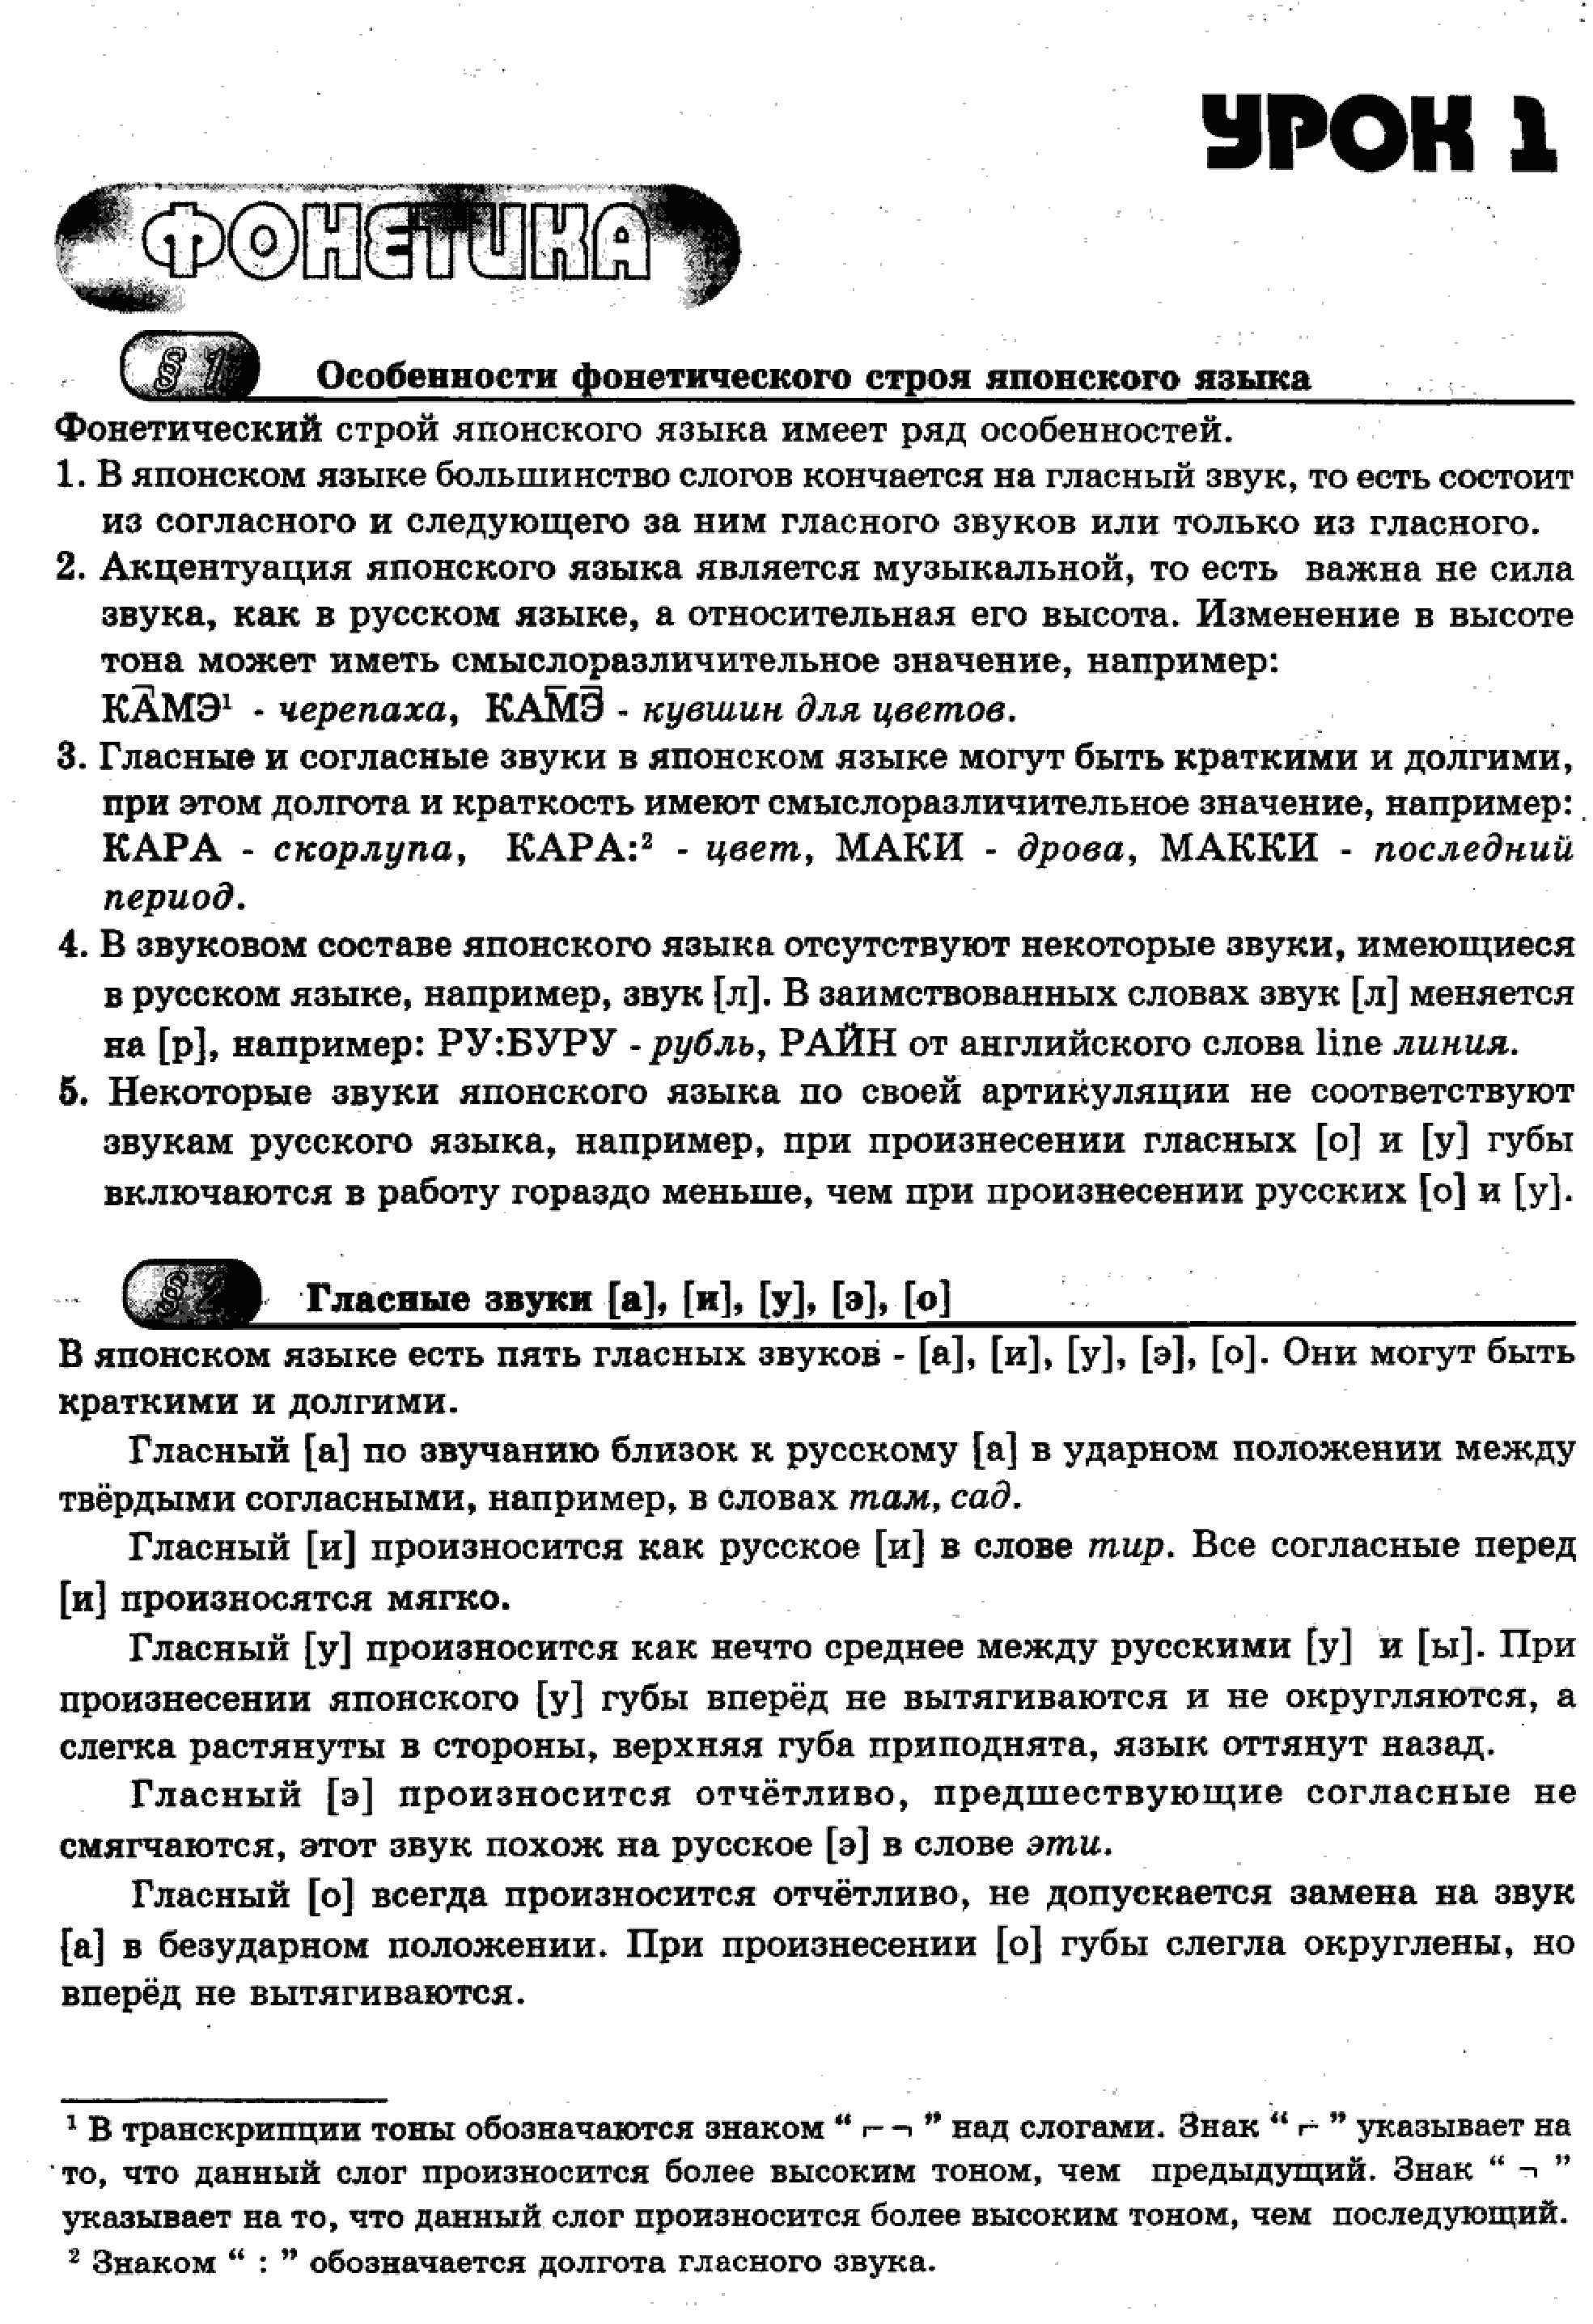 УРОК 1
ФОНЕТИКА
§ 1 Особенности фонетического строя японского языка
Фонетический строй японского языка имеет ряд особенностей.
1. В японском языке большинство слогов кончается на гласный звук, то есть состоит
из согласного и следующего за ним гласного звуков или только из гласного.
2. Акцентуация японского языка является музыкальной, то есть важна не сила
звука, как в русском языке, а относительная его высота. Изменение в высоте
тона может иметь смыслоразличительное значение, например:
КА̄МЭ¹ - черепаха, КАМ̄Э̄ - кувшин для цветов.
3. Гласные и согласные звуки в японском языке могут быть краткими и долгими,
при этом долгота и краткость имеют смыслоразличительное значение, например:
КАРА - скорлупа, КАРА:² - цвет, МАКИ - дрова, МАККИ - последний
период.
4. В звуковом составе японского языка отсутствуют некоторые звуки, имеющиеся
в русском языке, например, звук [л]. В заимствованных словах звук [л] меняется
на [р], например: РУ:БУРУ - рубль, РАЙН от английского слова line линия.
5. Некоторые звуки японского языка по своей артикуляции не соответствуют
звукам русского языка, например, при произнесении гласных [о] и [у] губы
включаются в работу гораздо меньше, чем при произнесении русских [о] и [у].
§ 2 Гласные звуки [а], [и], [у], [э], [о]
В японском языке есть пять гласных звуков - [а], [и], [у], [э], [о]. Они могут быть
краткими и долгими.
Гласный [а] по звучанию близок к русскому [а] в ударном положении между
твёрдыми согласными, например, в словах там, сад.
Гласный [и] произносится как русское [и] в слове тир. Все согласные перед
[и] произносятся мягко.
Гласный [у] произносится как нечто среднее между русскими [у] и [ы]. При
произнесении японского [у] губы вперёд не вытягиваются и не округляются, а
слегка растянуты в стороны, верхняя губа приподнята, язык оттянут назад.
Гласный [э] произносится отчётливо, предшествующие согласные не
смягчаются, этот звук похож на русское [э] в слове эти.
Гласный [о] всегда произносится отчётливо, не допускается замена на звук
[а] в безударном положении. При произнесении [о] губы слегла округлены, но
вперёд не вытягиваются.
¹ В транскрипции тоны обозначаются знаком “ ⌐ ¬ ” над слогами. Знак “ ⌐ ” указывает на
то, что данный слог произносится более высоким тоном, чем предыдущий. Знак “ ¬ ”
указывает на то, что данный слог произносится более высоким тоном, чем последующий.
² Знаком “ : ” обозначается долгота гласного звука.